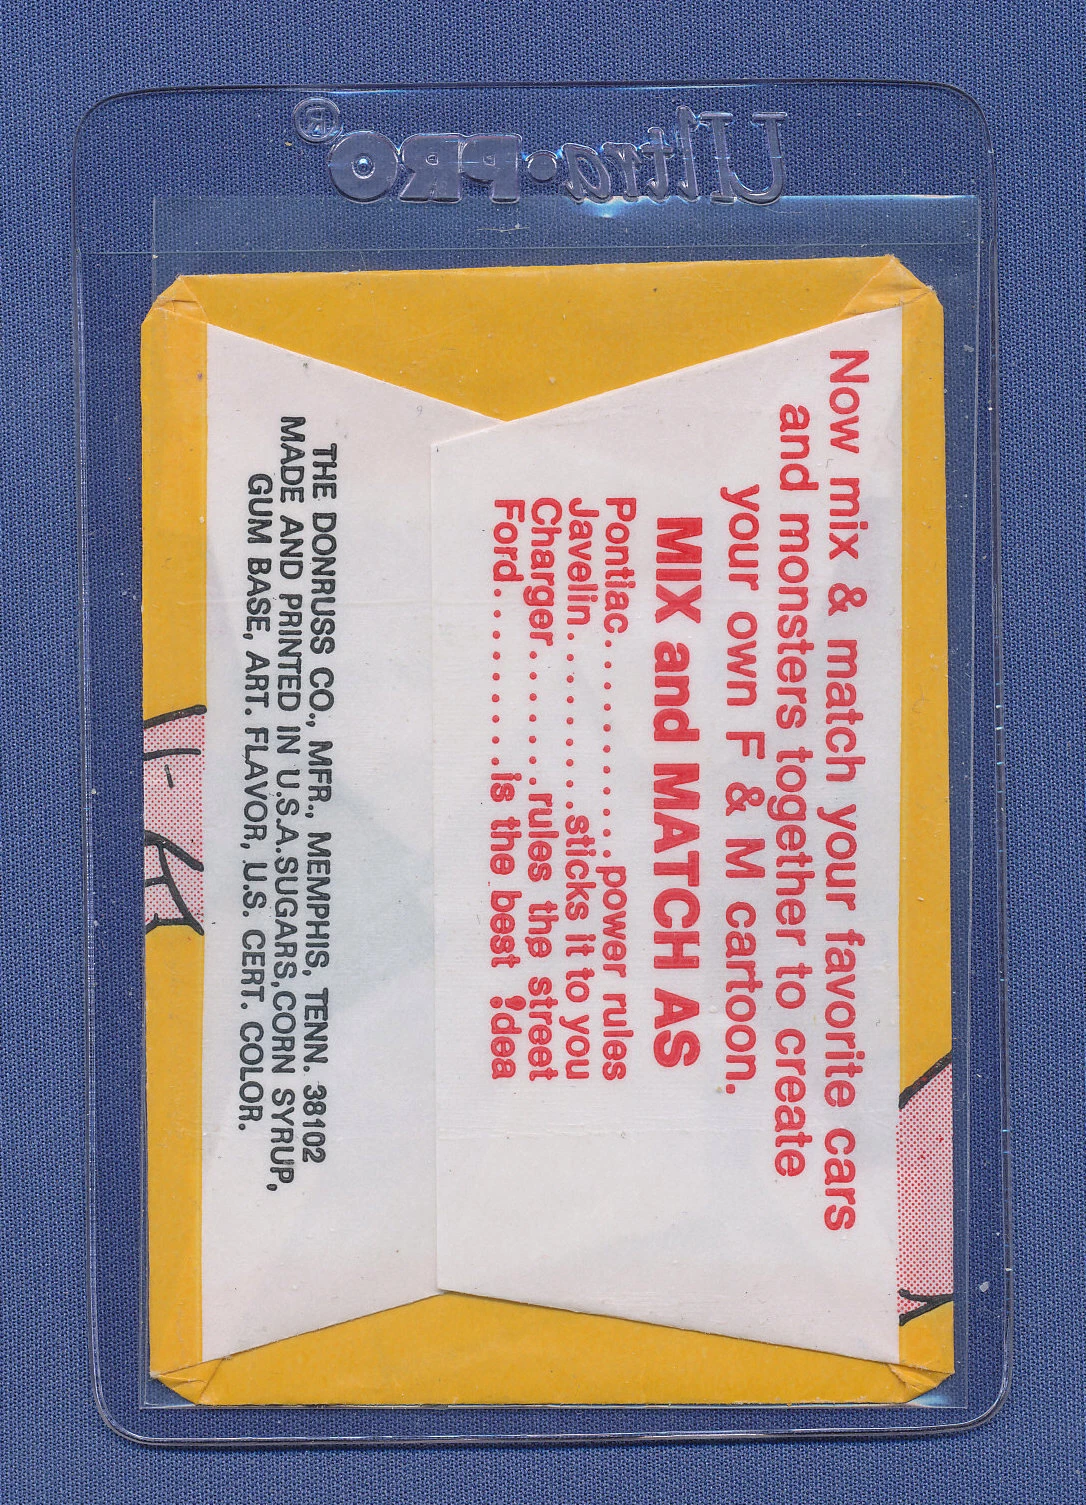 Ultra·PRO®
Now mix & match your favorite cars
and monsters together to create
your own F & M cartoon.
MIX and MATCH AS
Pontiac..........power rules
Javelin.........sticks it to you
Charger.......rules the street
Ford...........is the best ?dea
THE DONRUSS CO., MFR., MEMPHIS, TENN. 38102
MADE AND PRINTED IN U.S.A.SUGARS,CORN SYRUP,
GUM BASE, ART. FLAVOR, U.S. CERT. COLOR.